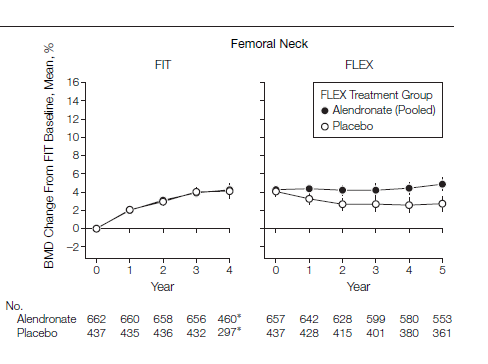 Femoral Neck
FIT
FLEX
BMD Change From FIT Baseline, Mean, %
16
14
12
10
8
6
4
2
0
−2
FLEX Treatment Group
Alendronate (Pooled)
Placebo
0 1 2 3 4
0 1 2 3 4 5
Year
Year
No.
Alendronate 662 660 658 656 460* 657 642 628 599 580 553
Placebo 437 435 436 432 297* 437 428 415 401 380 361